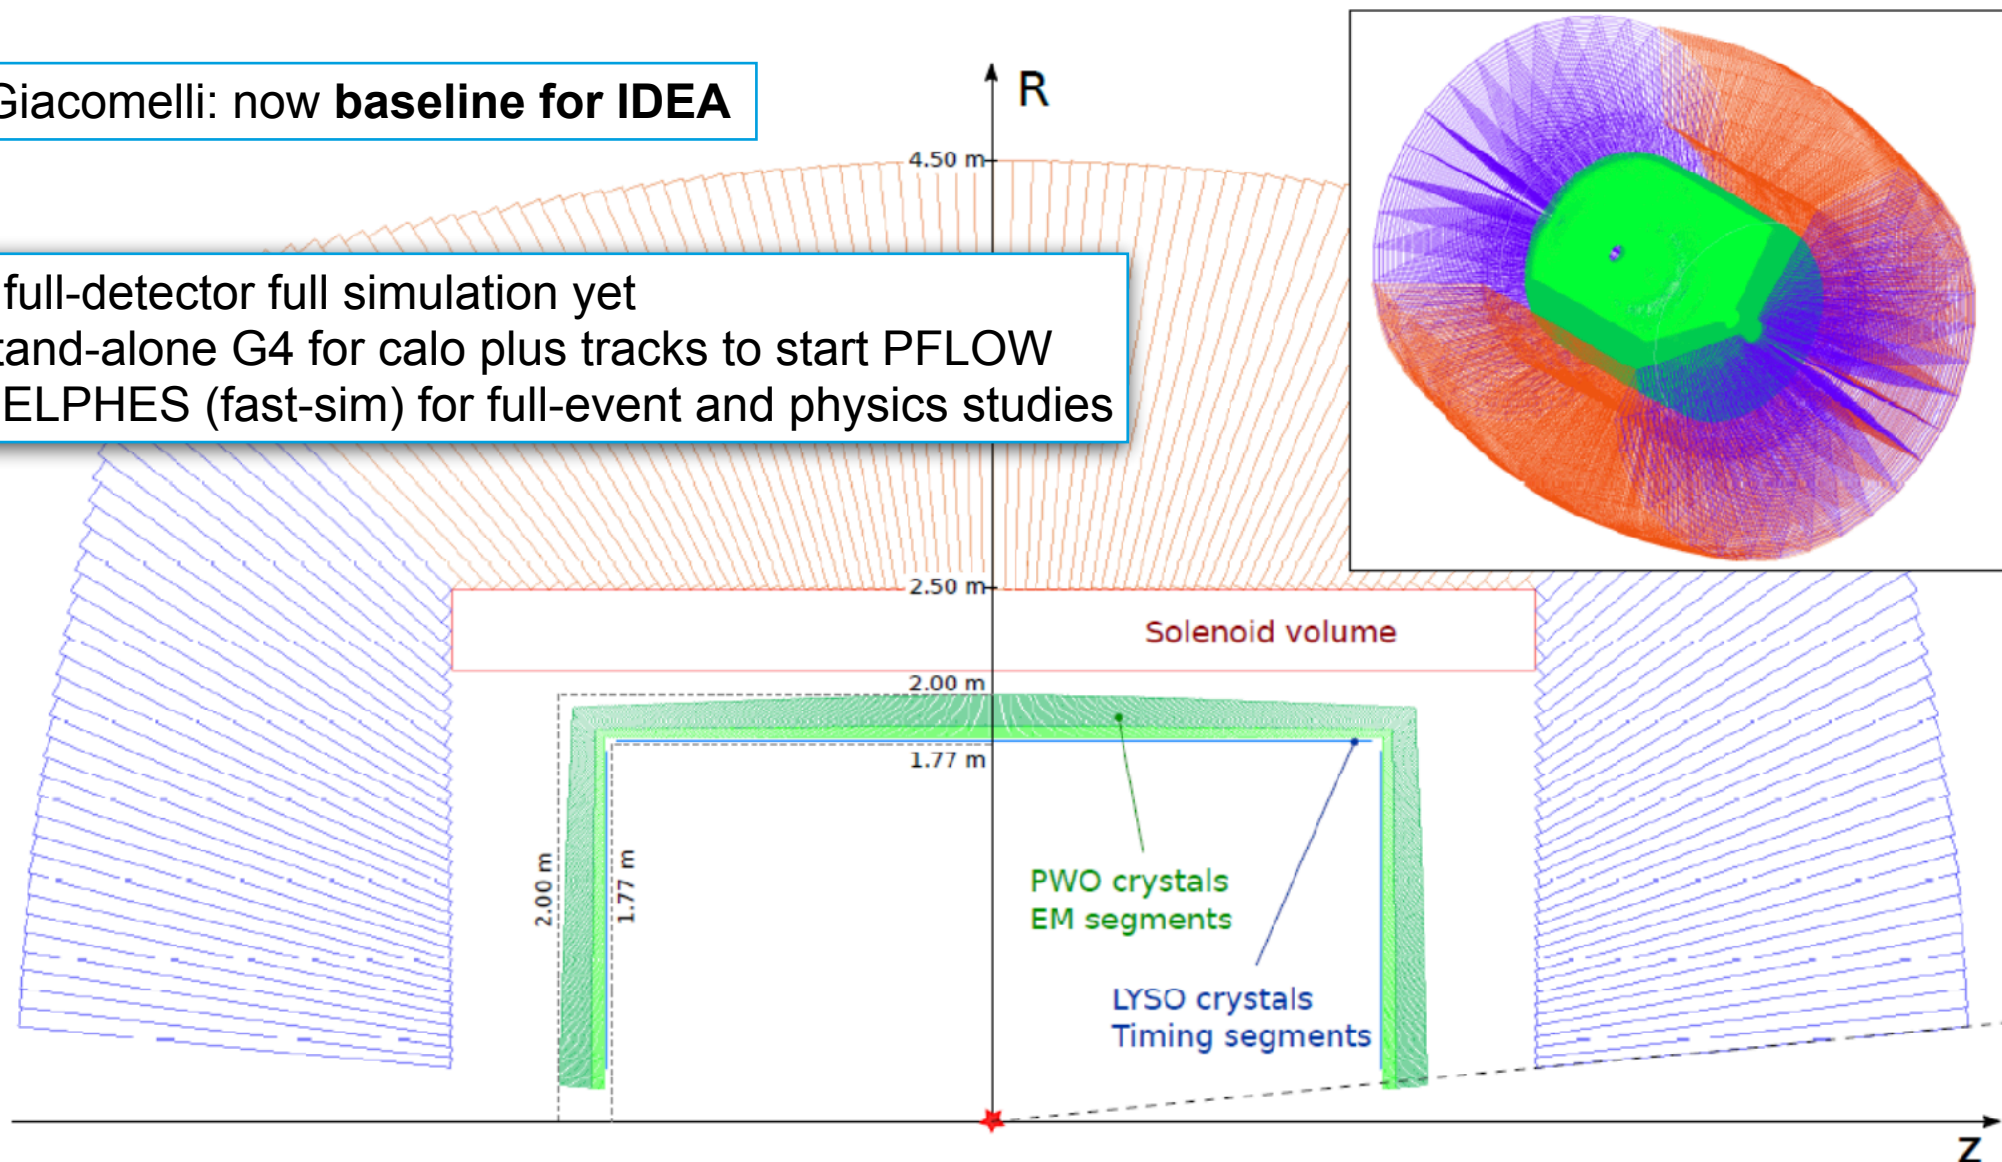 Giacomelli: now baseline for IDEA
R
4.50 m
full-detector full simulation yet
tand-alone G4 for calo plus tracks to start PFLOW
ELPHES (fast-sim) for full-event and physics studies
2.50 m
Solenoid volume
2.00 m
1.77 m
2.00 m
1.77 m
PWO crystals
EM segments
LYSO crystals
Timing segments
Z